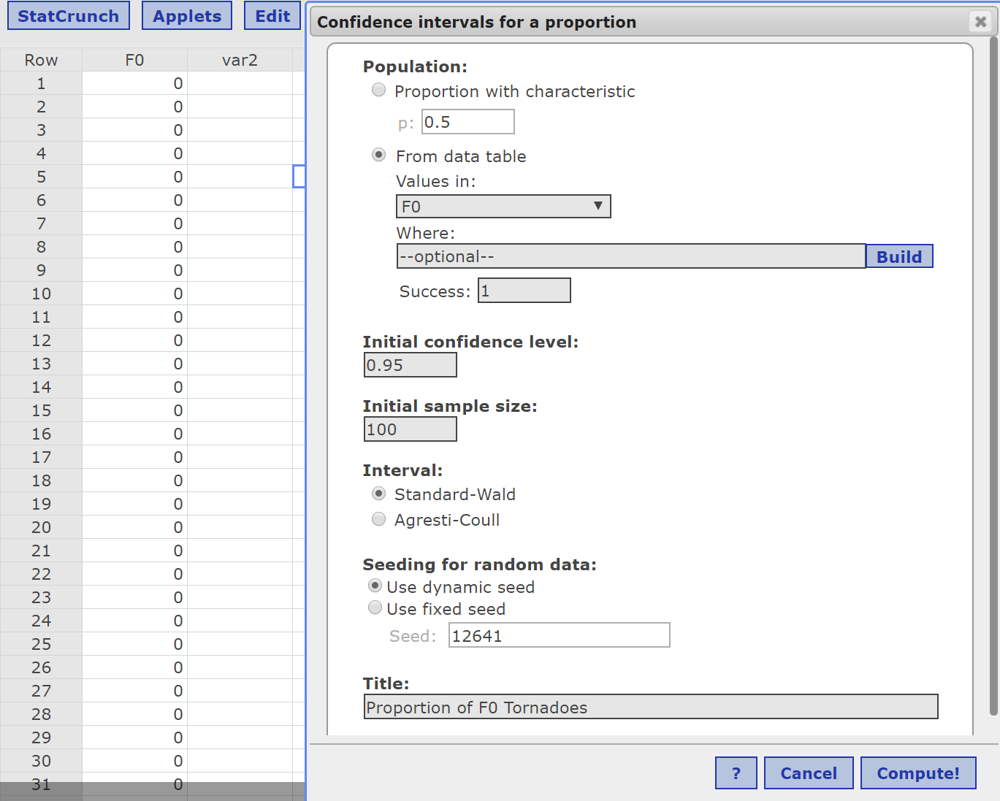 StatCrunch Applets Edit
Row F0 var2
1 0
2 0
3 0
4 0
5 0
6 0
7 0
8 0
9 0
10 0
11 0
12 0
13 0
14 0
15 0
16 0
17 0
18 0
19 0
20 0
21 0
22 0
23 0
24 0
25 0
26 0
27 0
28 0
29 0
30 0
31 0
Confidence intervals for a proportion
Population:
Proportion with characteristic
p: 0.5
From data table
Values in:
F0
Where:
--optional-- Build
Success: 1
Initial confidence level:
0.95
Initial sample size:
100
Interval:
Standard-Wald
Agresti-Coull
Seeding for random data:
Use dynamic seed
Use fixed seed
Seed: 12641
Title:
Proportion of F0 Tornadoes
? Cancel Compute!